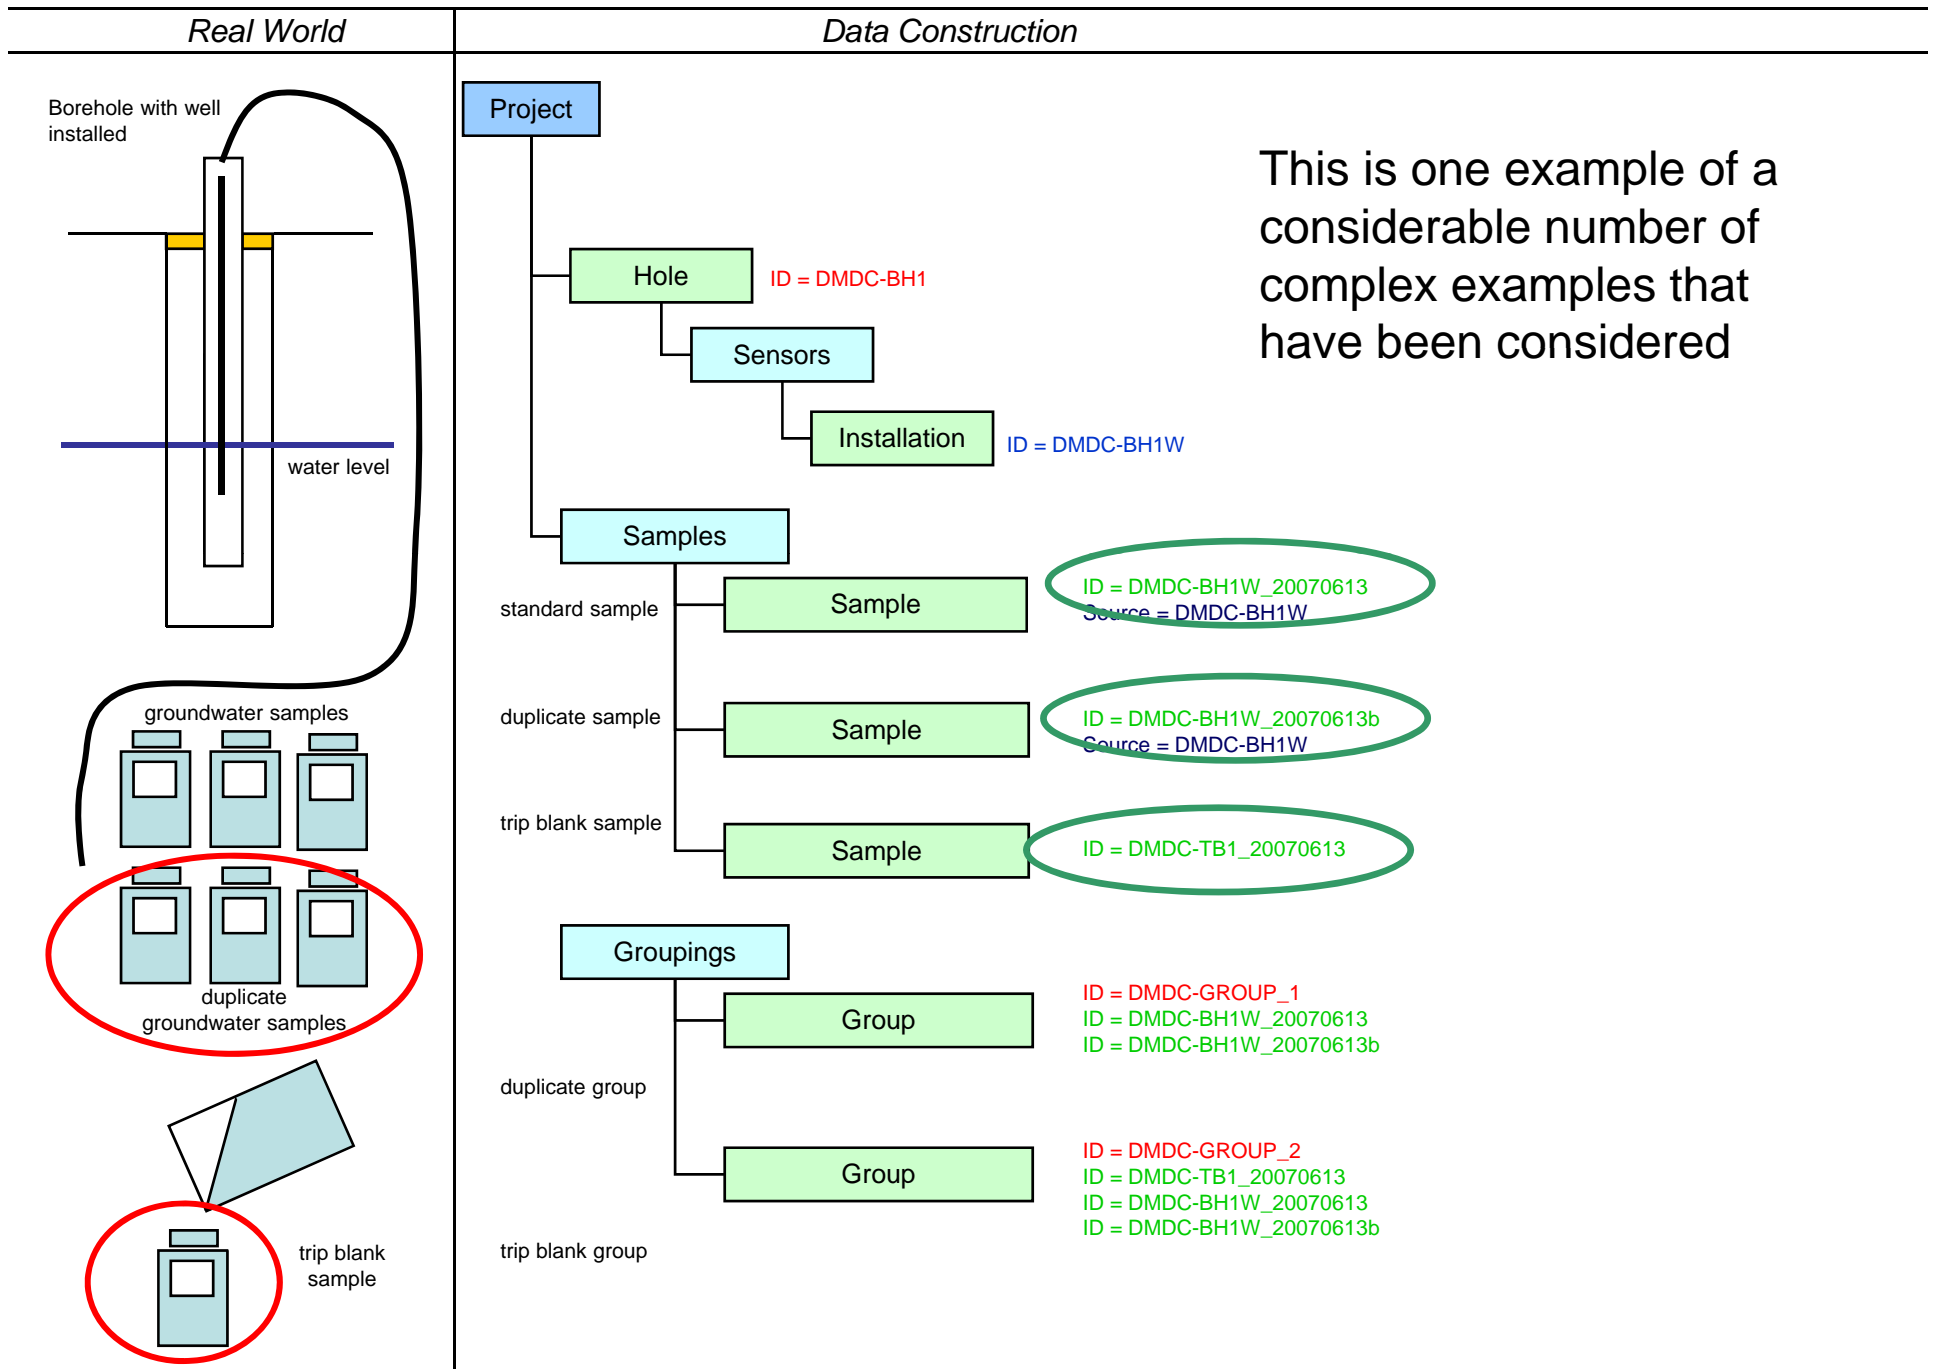 Real World
Data Construction
Borehole with well
installed
water level
groundwater samples
duplicate
groundwater samples
trip blank
sample
Project
Hole
ID = DMDC-BH1
Sensors
Installation
ID = DMDC-BH1W
This is one example of a
considerable number of
complex examples that
have been considered
Samples
standard sample
Sample
ID = DMDC-BH1W_20070613
Source = DMDC-BH1W
duplicate sample
Sample
ID = DMDC-BH1W_20070613b
Source = DMDC-BH1W
trip blank sample
Sample
ID = DMDC-TB1_20070613
Groupings
Group
ID = DMDC-GROUP_1
ID = DMDC-BH1W_20070613
ID = DMDC-BH1W_20070613b
duplicate group
Group
ID = DMDC-GROUP_2
ID = DMDC-TB1_20070613
ID = DMDC-BH1W_20070613
ID = DMDC-BH1W_20070613b
trip blank group